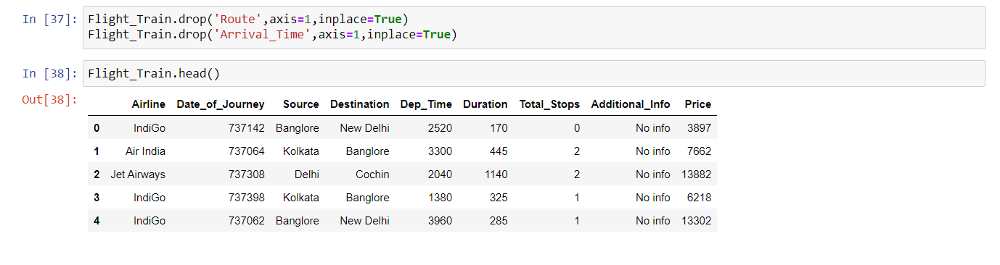 In [37]: Flight_Train.drop('Route',axis=1,inplace=True)
Flight_Train.drop('Arrival_Time',axis=1,inplace=True)
In [38]: Flight_Train.head()
Out[38]:
Airline Date_of_Journey Source Destination Dep_Time Duration Total_Stops Additional_Info Price
0 IndiGo 737142 Banglore New Delhi 2520 170 0 No info 3897
1 Air India 737064 Kolkata Banglore 3300 445 2 No info 7662
2 Jet Airways 737308 Delhi Cochin 2040 1140 2 No info 13882
3 IndiGo 737398 Kolkata Banglore 1380 325 1 No info 6218
4 IndiGo 737062 Banglore New Delhi 3960 285 1 No info 13302